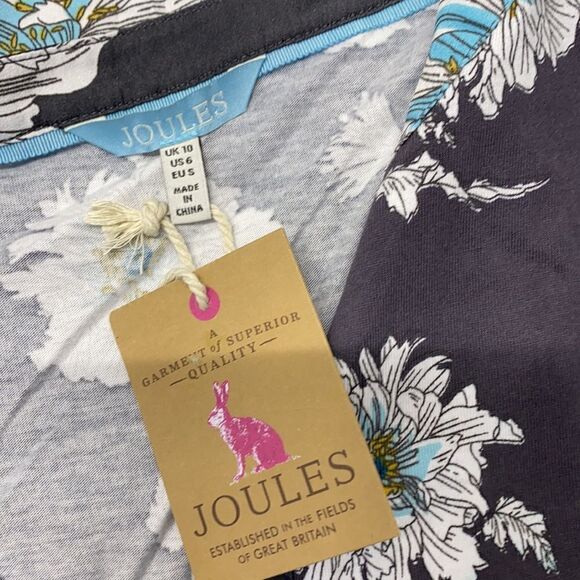 JOULES
UK 10
US 6
EU S
MADE
IN
CHINA
A
GARMENT of SUPERIOR
QUALITY
JOULES
ESTABLISHED IN THE FIELDS
OF GREAT BRITAIN